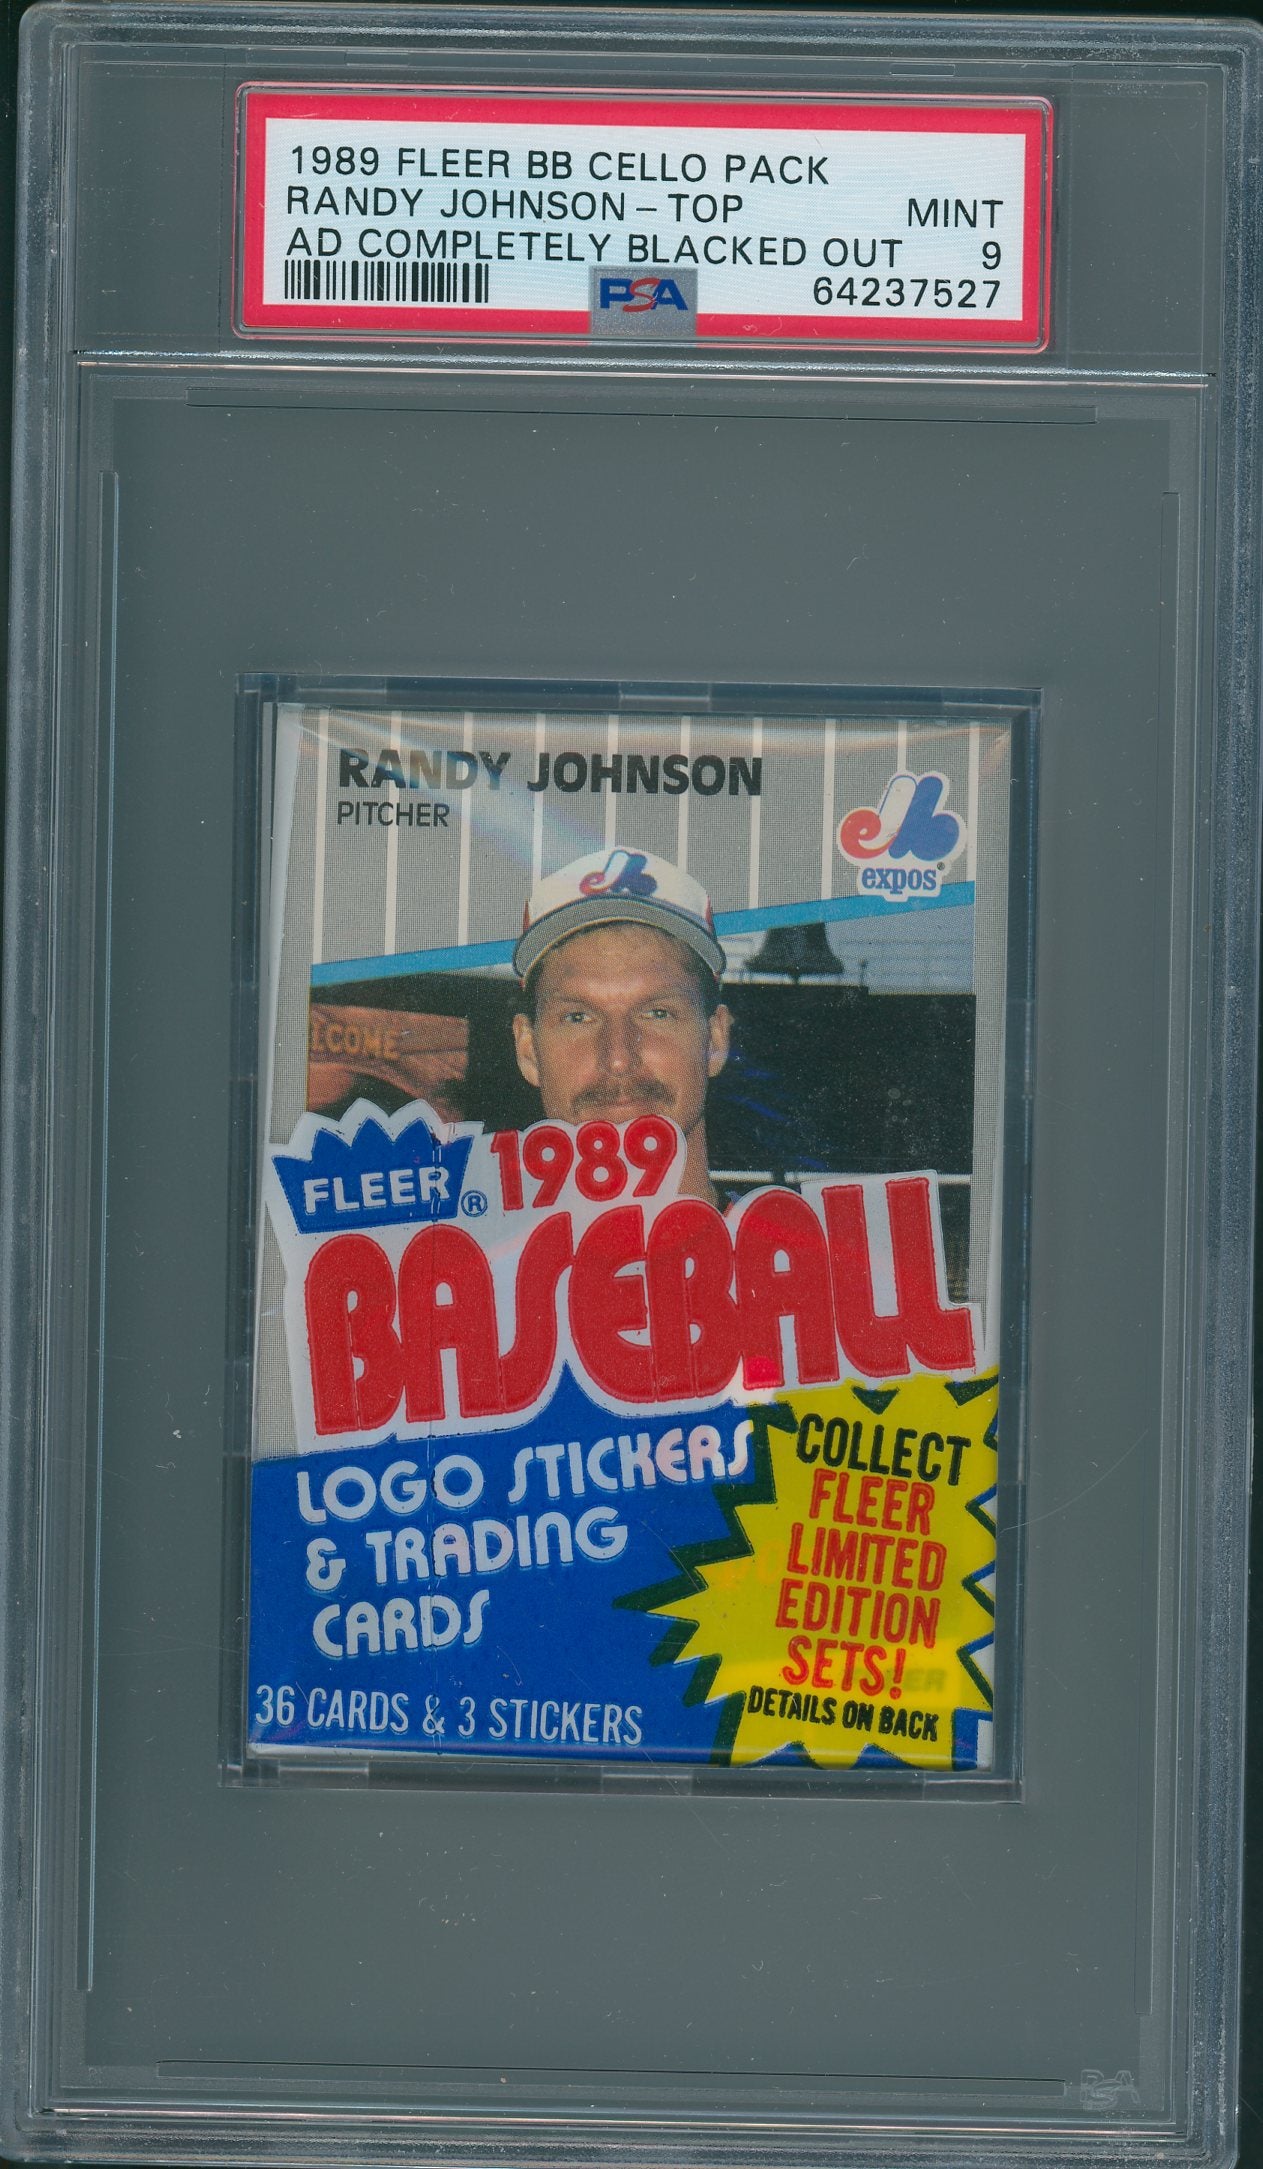 1989 FLEER BB CELLO PACK
RANDY JOHNSON-TOP MINT
AD COMPLETELY BLACKED OUT 9
PSA 64237527
RANDY JOHNSON
PITCHER
expos
WELCOME
FLEER® 1989
BASEBALL
LOGO STICKERS
& TRADING
CARDS
36 CARDS & 3 STICKERS
COLLECT
FLEER
LIMITED
EDITION
SETS!
DETAILS ON BACK
PSA